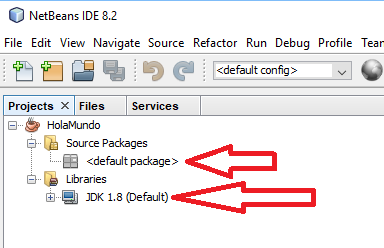 NetBeans IDE 8.2
File Edit View Navigate Source Refactor Run Debug Profile Team
<default config>
Projects × Files Services
HolaMundo
Source Packages
<default package>
Libraries
JDK 1.8 (Default)